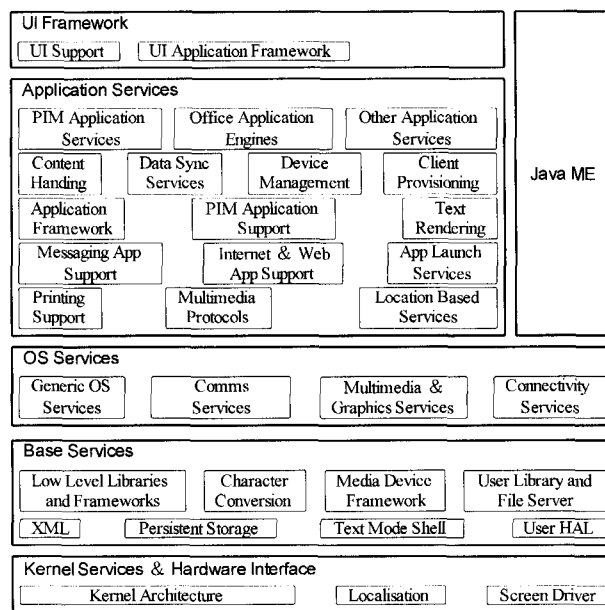 UI Framework
UI Support UI Application Framework
Application Services
PIM Application Services Office Application Engines Other Application Services
Content Handing Data Sync Services Device Management Client Provisioning
Application Framework PIM Application Support Text Rendering
Messaging App Support Internet & Web App Support App Launch Services
Printing Support Multimedia Protocols Location Based Services
Java ME
OS Services
Generic OS Services Comms Services Multimedia & Graphics Services Connectivity Services
Base Services
Low Level Libraries and Frameworks Character Conversion Media Device Framework User Library and File Server
XML Persistent Storage Text Mode Shell User HAL
Kernel Services & Hardware Interface
Kernel Architecture Localisation Screen Driver